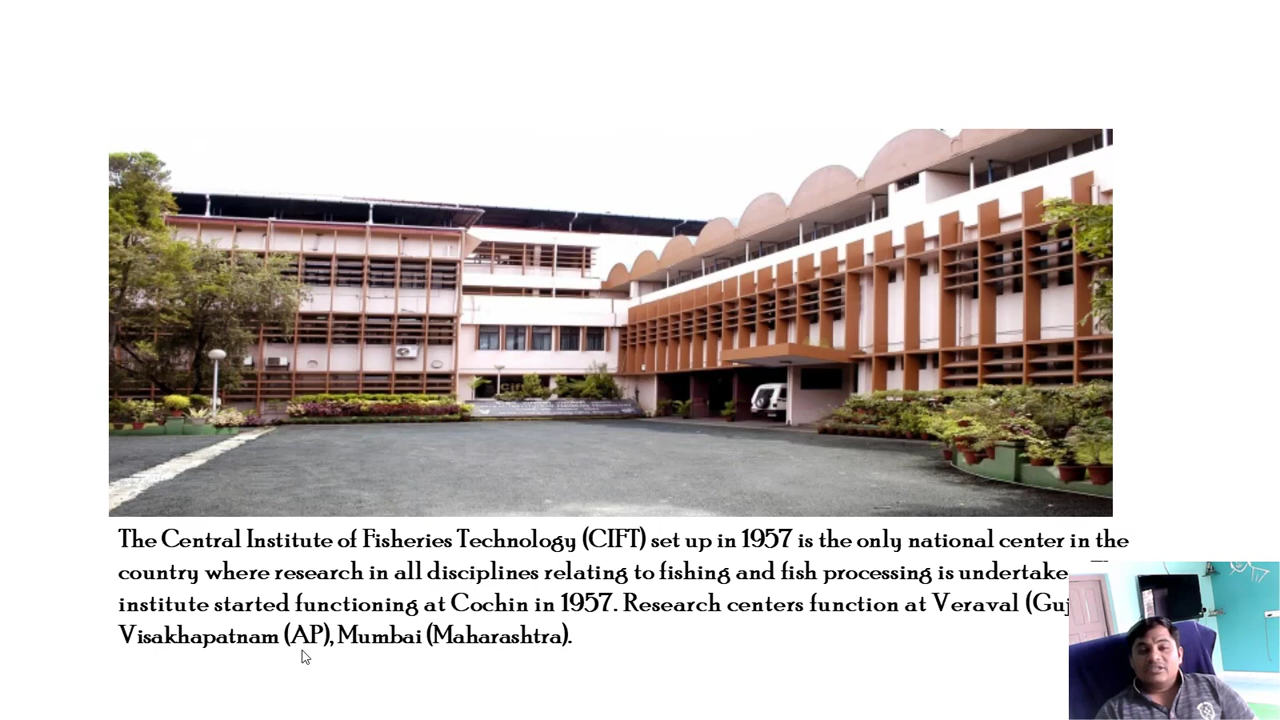 The Central Institute of Fisheries Technology (CIFT) set up in 1957 is the only national center in the
country where research in all disciplines relating to fishing and fish processing is
institute started functioning at Cochin in 1957. Research centers function at Veraval
Visakhapatnam (AP), Mumbai (Maharashtra).